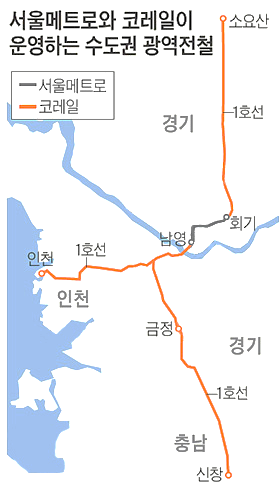 서울메트로와 코레일이
운영하는 수도권 광역전철
서울메트로
코레일
소요산
1호선
경기
회기
남영
1호선
인천
인천
금정
경기
1호선
충남
신창